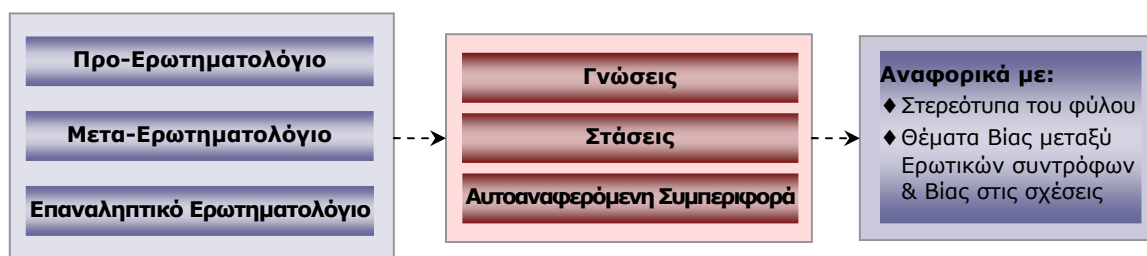 Προ-Ερωτηματολόγιο
Μετα-Ερωτηματολόγιο
Επαναληπτικό Ερωτηματολόγιο
Γνώσεις
Στάσεις
Αυτοαναφερόμενη Συμπεριφορά
Αναφορικά με:
♦ Στερεότυπα του φύλου
♦ Θέματα Βίας μεταξύ
Ερωτικών συντρόφων
& Βίας στις σχέσεις